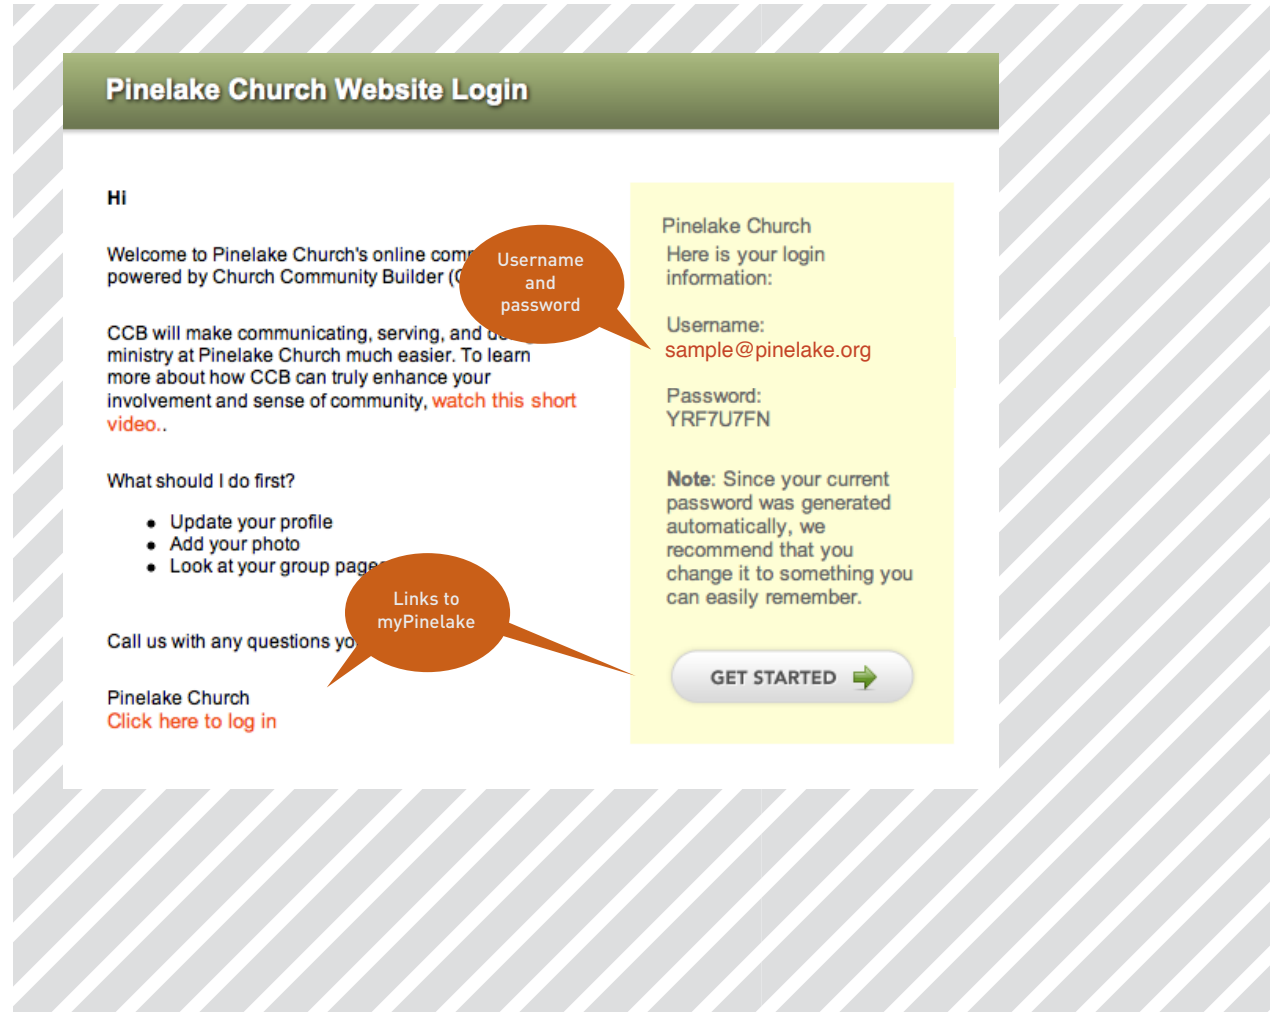 Pinelake Church Website Login
Hi
Welcome to Pinelake Church's online
powered by Church Community Builder
CCB will make communicating, serving, and
ministry at Pinelake Church much easier. To learn
more about how CCB can truly enhance your
involvement and sense of community, watch this short
video..
What should I do first?
• Update your profile
• Add your photo
• Look at your group pages
Call us with any questions
Pinelake Church
Click here to log in
Username
and
password
Links to
myPinelake
Pinelake Church
Here is your login
information:
Username:
sample@pinelake.org
Password:
YRF7U7FN
Note: Since your current
password was generated
automatically, we
recommend that you
change it to something you
can easily remember.
GET STARTED